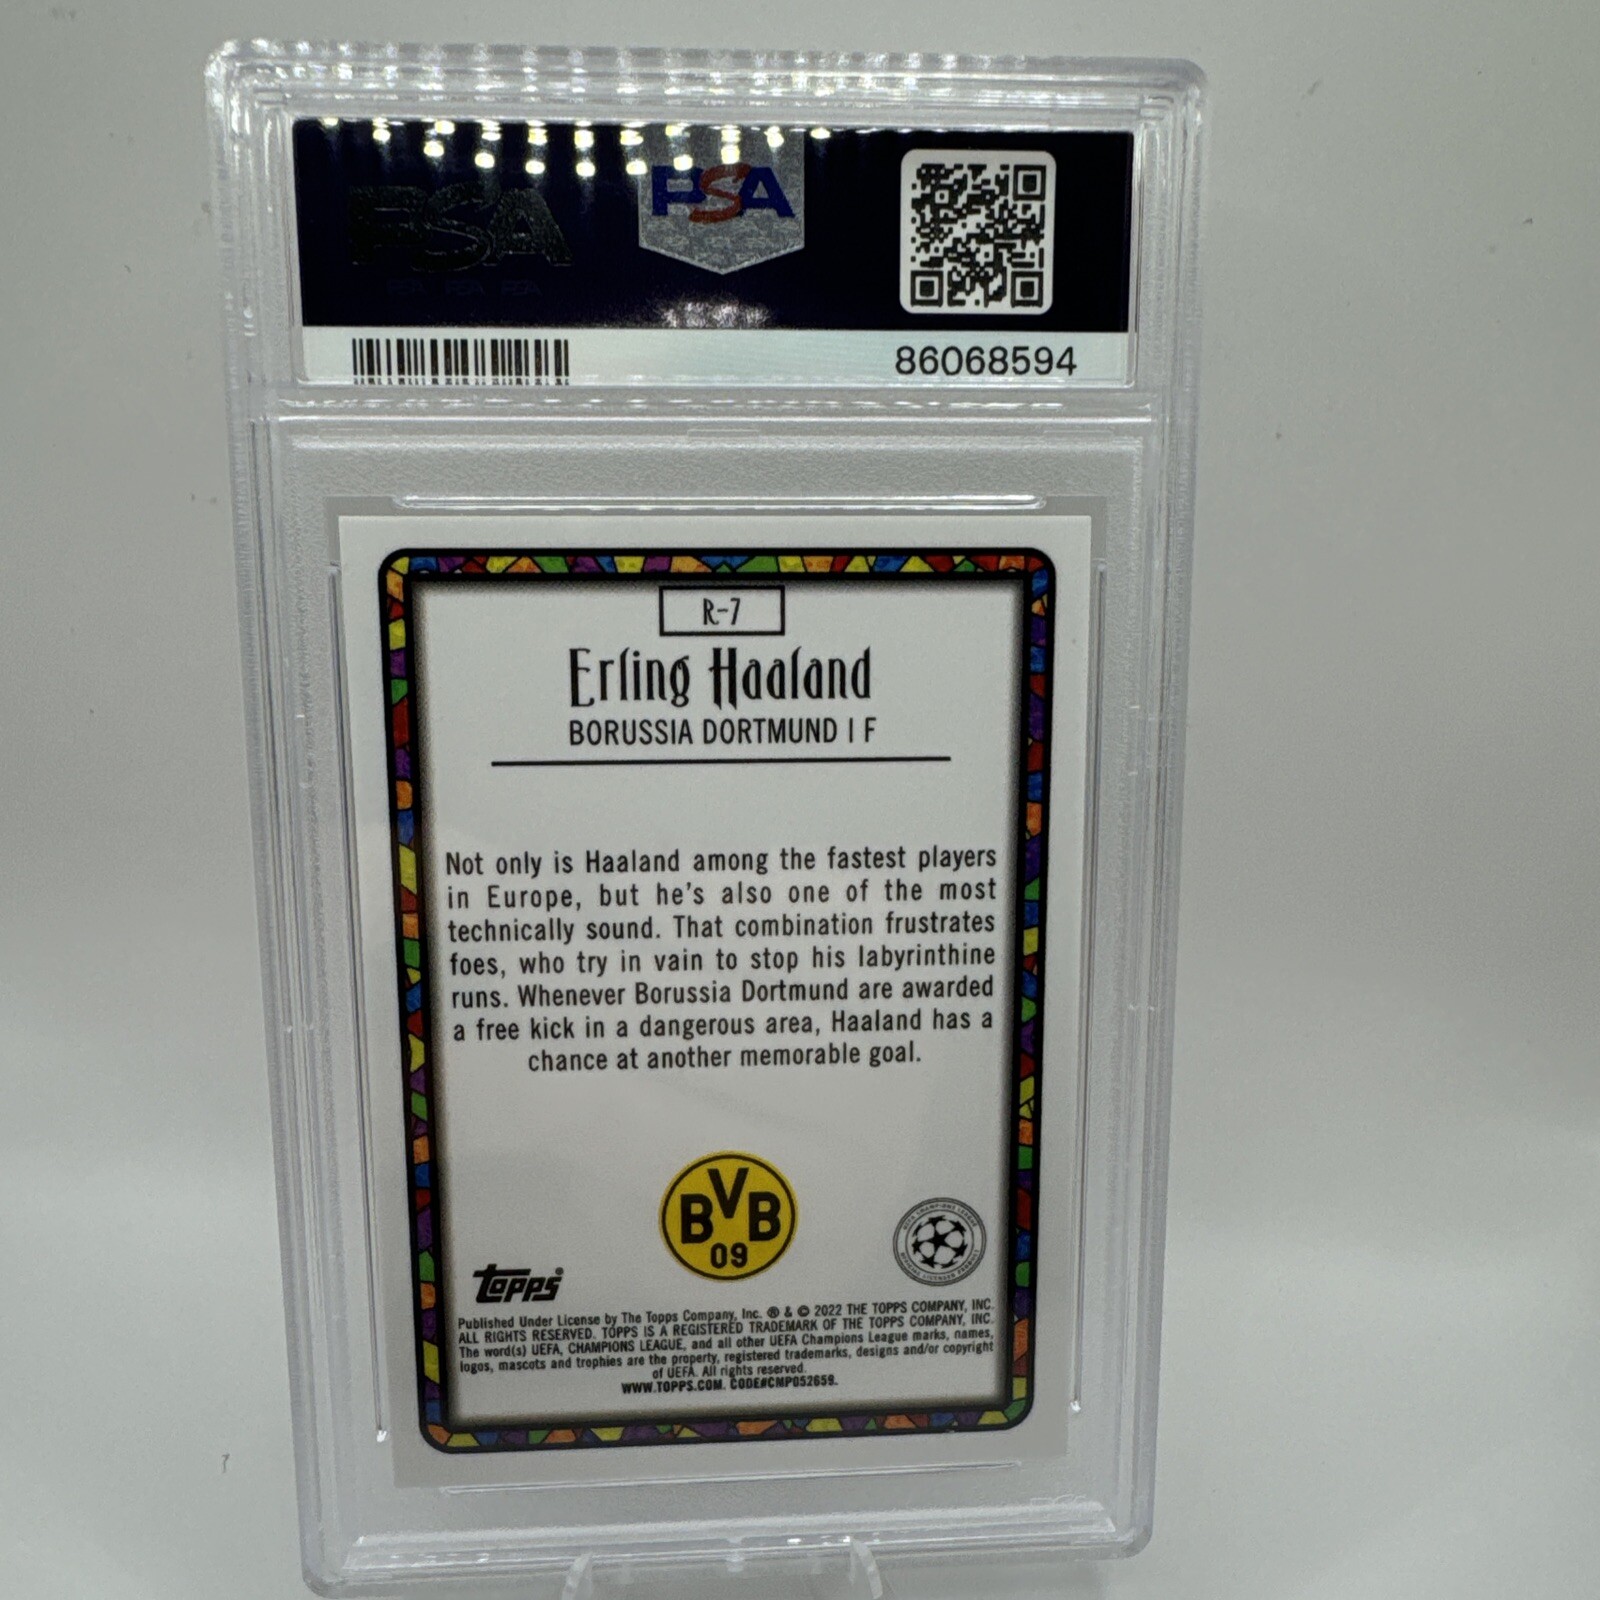 PSA
PSA
86068594
R-7
Erling Haaland
BORUSSIA DORTMUND | F
Not only is Haaland among the fastest players
in Europe, but he's also one of the most
technically sound. That combination frustrates
foes, who try in vain to stop his labyrinthine
runs. Whenever Borussia Dortmund are awarded
a free kick in a dangerous area, Haaland has a
chance at another memorable goal.
BVB
09
Topps
Published Under License by The Topps Company, Inc. ® & © 2022 THE TOPPS COMPANY, INC.
ALL RIGHTS RESERVED. TOPPS IS A REGISTERED TRADEMARK OF THE TOPPS COMPANY, INC.
The word(s) UEFA, CHAMPIONS LEAGUE, and all other UEFA Champions League marks, names,
logos, mascots and trophies are the property, registered trademarks, designs and/or copyright
of UEFA. All rights reserved.
WWW.TOPPS.COM. CODE#CMP052659.